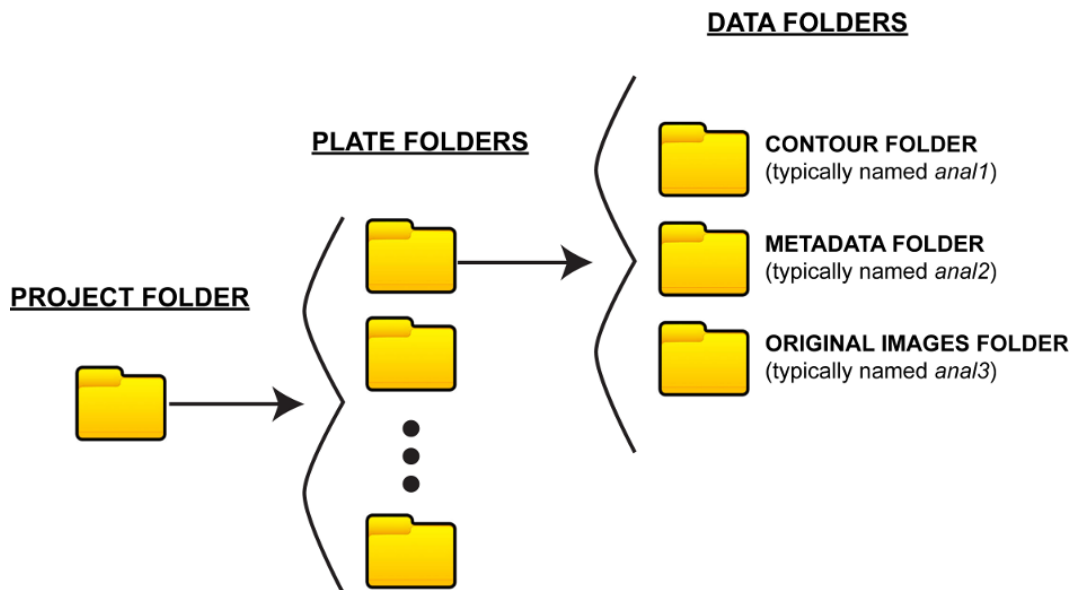 DATA FOLDERS
PLATE FOLDERS
CONTOUR FOLDER
(typically named anal1)
METADATA FOLDER
(typically named anal2)
PROJECT FOLDER
ORIGINAL IMAGES FOLDER
(typically named anal3)